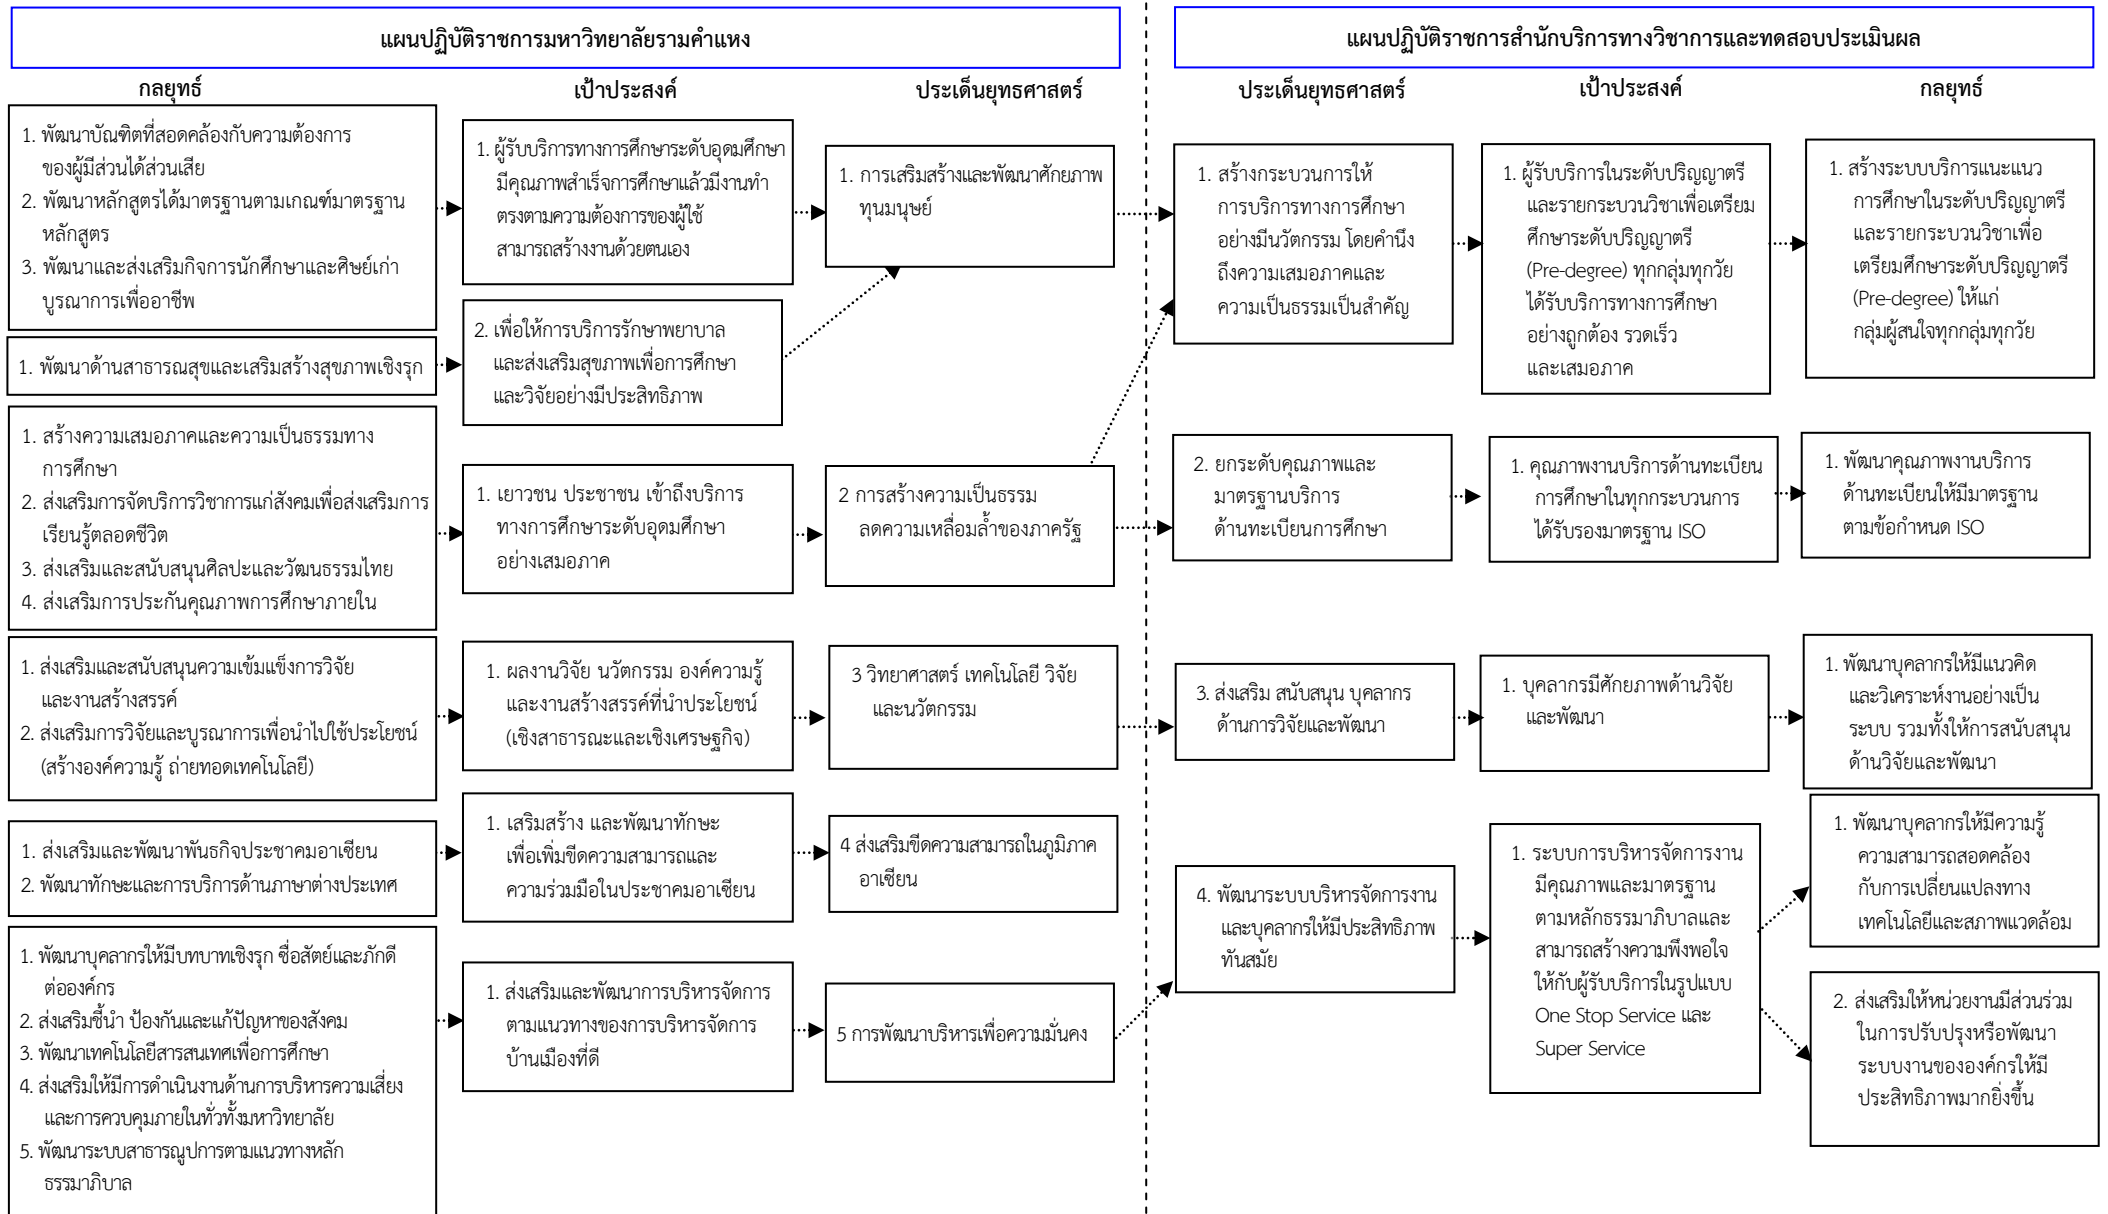 แผนปฏิบัติราชการมหาวิทยาลัยรามคำแหง
กลยุทธ์
เป้าประสงค์
ประเด็นยุทธศาสตร์
1. พัฒนาบัณฑิตที่สอดคล้องกับความต้องการ
ของผู้มีส่วนได้ส่วนเสีย
2. พัฒนาหลักสูตรได้มาตรฐานตามเกณฑ์มาตรฐาน
หลักสูตร
3. พัฒนาและส่งเสริมกิจการนักศึกษาและศิษย์เก่า
บูรณาการเพื่ออาชีพ
1. ผู้รับบริการทางการศึกษาระดับอุดมศึกษา
มีคุณภาพสำเร็จการศึกษาแล้วมีงานทำ
ตรงตามความต้องการของผู้ใช้
สามารถสร้างงานด้วยตนเอง
1. การเสริมสร้างและพัฒนาศักยภาพ
ทุนมนุษย์
1. พัฒนาด้านสาธารณสุขและเสริมสร้างสุขภาพเชิงรุก
2. เพื่อให้การบริการรักษาพยาบาล
และส่งเสริมสุขภาพเพื่อการศึกษา
และวิจัยอย่างมีประสิทธิภาพ
1. สร้างความเสมอภาคและความเป็นธรรมทาง
การศึกษา
2. ส่งเสริมการจัดบริการวิชาการแก่สังคมเพื่อส่งเสริมการ
เรียนรู้ตลอดชีวิต
3. ส่งเสริมและสนับสนุนศิลปะและวัฒนธรรมไทย
4. ส่งเสริมการประกันคุณภาพการศึกษาภายใน
1. เยาวชน ประชาชน เข้าถึงบริการ
ทางการศึกษาระดับอุดมศึกษา
อย่างเสมอภาค
2 การสร้างความเป็นธรรม
ลดความเหลื่อมล้ำของภาครัฐ
1. ส่งเสริมและสนับสนุนความเข้มแข็งการวิจัย
และงานสร้างสรรค์
2. ส่งเสริมการวิจัยและบูรณาการเพื่อนำไปใช้ประโยชน์
(สร้างองค์ความรู้ ถ่ายทอดเทคโนโลยี)
1. ผลงานวิจัย นวัตกรรม องค์ความรู้
และงานสร้างสรรค์ที่นำประโยชน์
(เชิงสาธารณะและเชิงเศรษฐกิจ)
3 วิทยาศาสตร์ เทคโนโลยี วิจัย
และนวัตกรรม
1. ส่งเสริมและพัฒนาพันธกิจประชาคมอาเซียน
2. พัฒนาทักษะและการบริการด้านภาษาต่างประเทศ
1. เสริมสร้าง และพัฒนาทักษะ
เพื่อเพิ่มขีดความสามารถและ
ความร่วมมือในประชาคมอาเซียน
4 ส่งเสริมขีดความสามารถในภูมิภาค
อาเซียน
1. พัฒนาบุคลากรให้มีบทบาทเชิงรุก ซื่อสัตย์และภักดี
ต่อองค์กร
2. ส่งเสริมชี้นำ ป้องกันและแก้ปัญหาของสังคม
3. พัฒนาเทคโนโลยีสารสนเทศเพื่อการศึกษา
4. ส่งเสริมให้มีการดำเนินงานด้านการบริหารความเสี่ยง
และการควบคุมภายในทั่วทั้งมหาวิทยาลัย
5. พัฒนาระบบสาธารณูปการตามแนวทางหลัก
ธรรมาภิบาล
1. ส่งเสริมและพัฒนาการบริหารจัดการ
ตามแนวทางของการบริหารจัดการ
บ้านเมืองที่ดี
5 การพัฒนาบริหารเพื่อความมั่นคง
แผนปฏิบัติราชการสำนักบริการทางวิชาการและทดสอบประเมินผล
ประเด็นยุทธศาสตร์
เป้าประสงค์
กลยุทธ์
1. สร้างกระบวนการให้
การบริการทางการศึกษา
อย่างมีนวัตกรรม โดยคำนึง
ถึงความเสมอภาคและ
ความเป็นธรรมเป็นสำคัญ
1. ผู้รับบริการในระดับปริญญาตรี
และรายกระบวนวิชาเพื่อเตรียม
ศึกษาระดับปริญญาตรี
(Pre-degree) ทุกกลุ่มทุกวัย
ได้รับบริการทางการศึกษา
อย่างถูกต้อง รวดเร็ว
และเสมอภาค
1. สร้างระบบบริการแนะแนว
การศึกษาในระดับปริญญาตรี
และรายกระบวนวิชาเพื่อ
เตรียมศึกษาระดับปริญญาตรี
(Pre-degree) ให้แก่
กลุ่มผู้สนใจทุกกลุ่มทุกวัย
2. ยกระดับคุณภาพและ
มาตรฐานบริการ
ด้านทะเบียนการศึกษา
1. คุณภาพงานบริการด้านทะเบียน
การศึกษาในทุกกระบวนการ
ได้รับรองมาตรฐาน ISO
1. พัฒนาคุณภาพงานบริการ
ด้านทะเบียนให้มีมาตรฐาน
ตามข้อกำหนด ISO
3. ส่งเสริม สนับสนุน บุคลากร
ด้านการวิจัยและพัฒนา
1. บุคลากรมีศักยภาพด้านวิจัย
และพัฒนา
1. พัฒนาบุคลากรให้มีแนวคิด
และวิเคราะห์งานอย่างเป็น
ระบบ รวมทั้งให้การสนับสนุน
ด้านวิจัยและพัฒนา
4. พัฒนาระบบบริหารจัดการงาน
และบุคลากรให้มีประสิทธิภาพ
ทันสมัย
1. ระบบการบริหารจัดการงาน
มีคุณภาพและมาตรฐาน
ตามหลักธรรมาภิบาลและ
สามารถสร้างความพึงพอใจ
ให้กับผู้รับบริการในรูปแบบ
One Stop Service และ
Super Service
1. พัฒนาบุคลากรให้มีความรู้
ความสามารถสอดคล้อง
กับการเปลี่ยนแปลงทาง
เทคโนโลยีและสภาพแวดล้อม
2. ส่งเสริมให้หน่วยงานมีส่วนร่วม
ในการปรับปรุงหรือพัฒนา
ระบบงานขององค์กรให้มี
ประสิทธิภาพมากยิ่งขึ้น